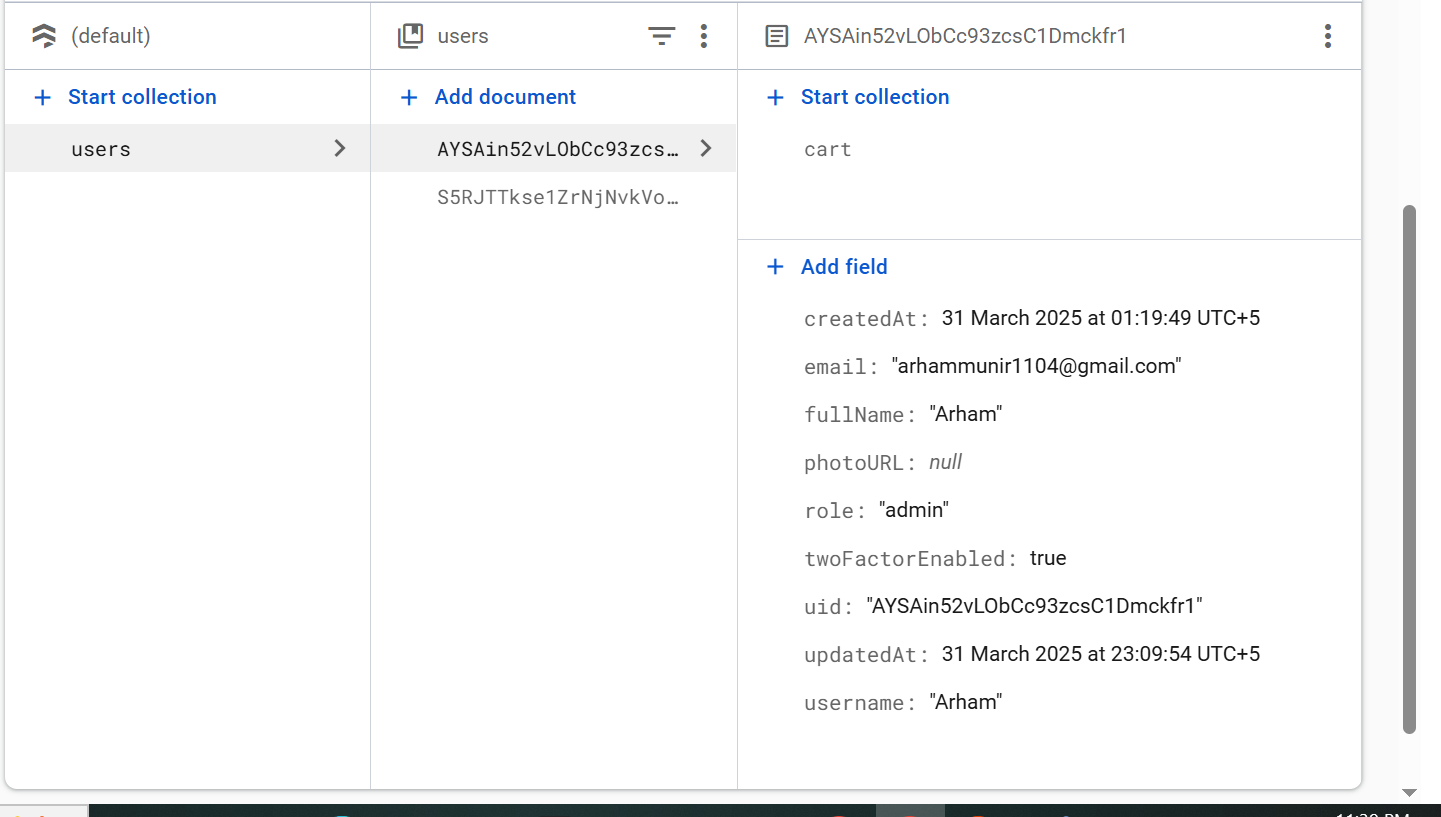 (default)
Start collection
users
users
Add document
AYSAin52vLObCc93zcs…
S5RJTTkse1ZrNjNvkVo…
AYSAin52vLObCc93zcsC1Dmckfr1
Start collection
cart
Add field
createdAt: 31 March 2025 at 01:19:49 UTC+5
email: "arhammunir1104@gmail.com"
fullName: "Arham"
photoURL: null
role: "admin"
twoFactorEnabled: true
uid: "AYSAin52vLObCc93zcsC1Dmckfr1"
updatedAt: 31 March 2025 at 23:09:54 UTC+5
username: "Arham"